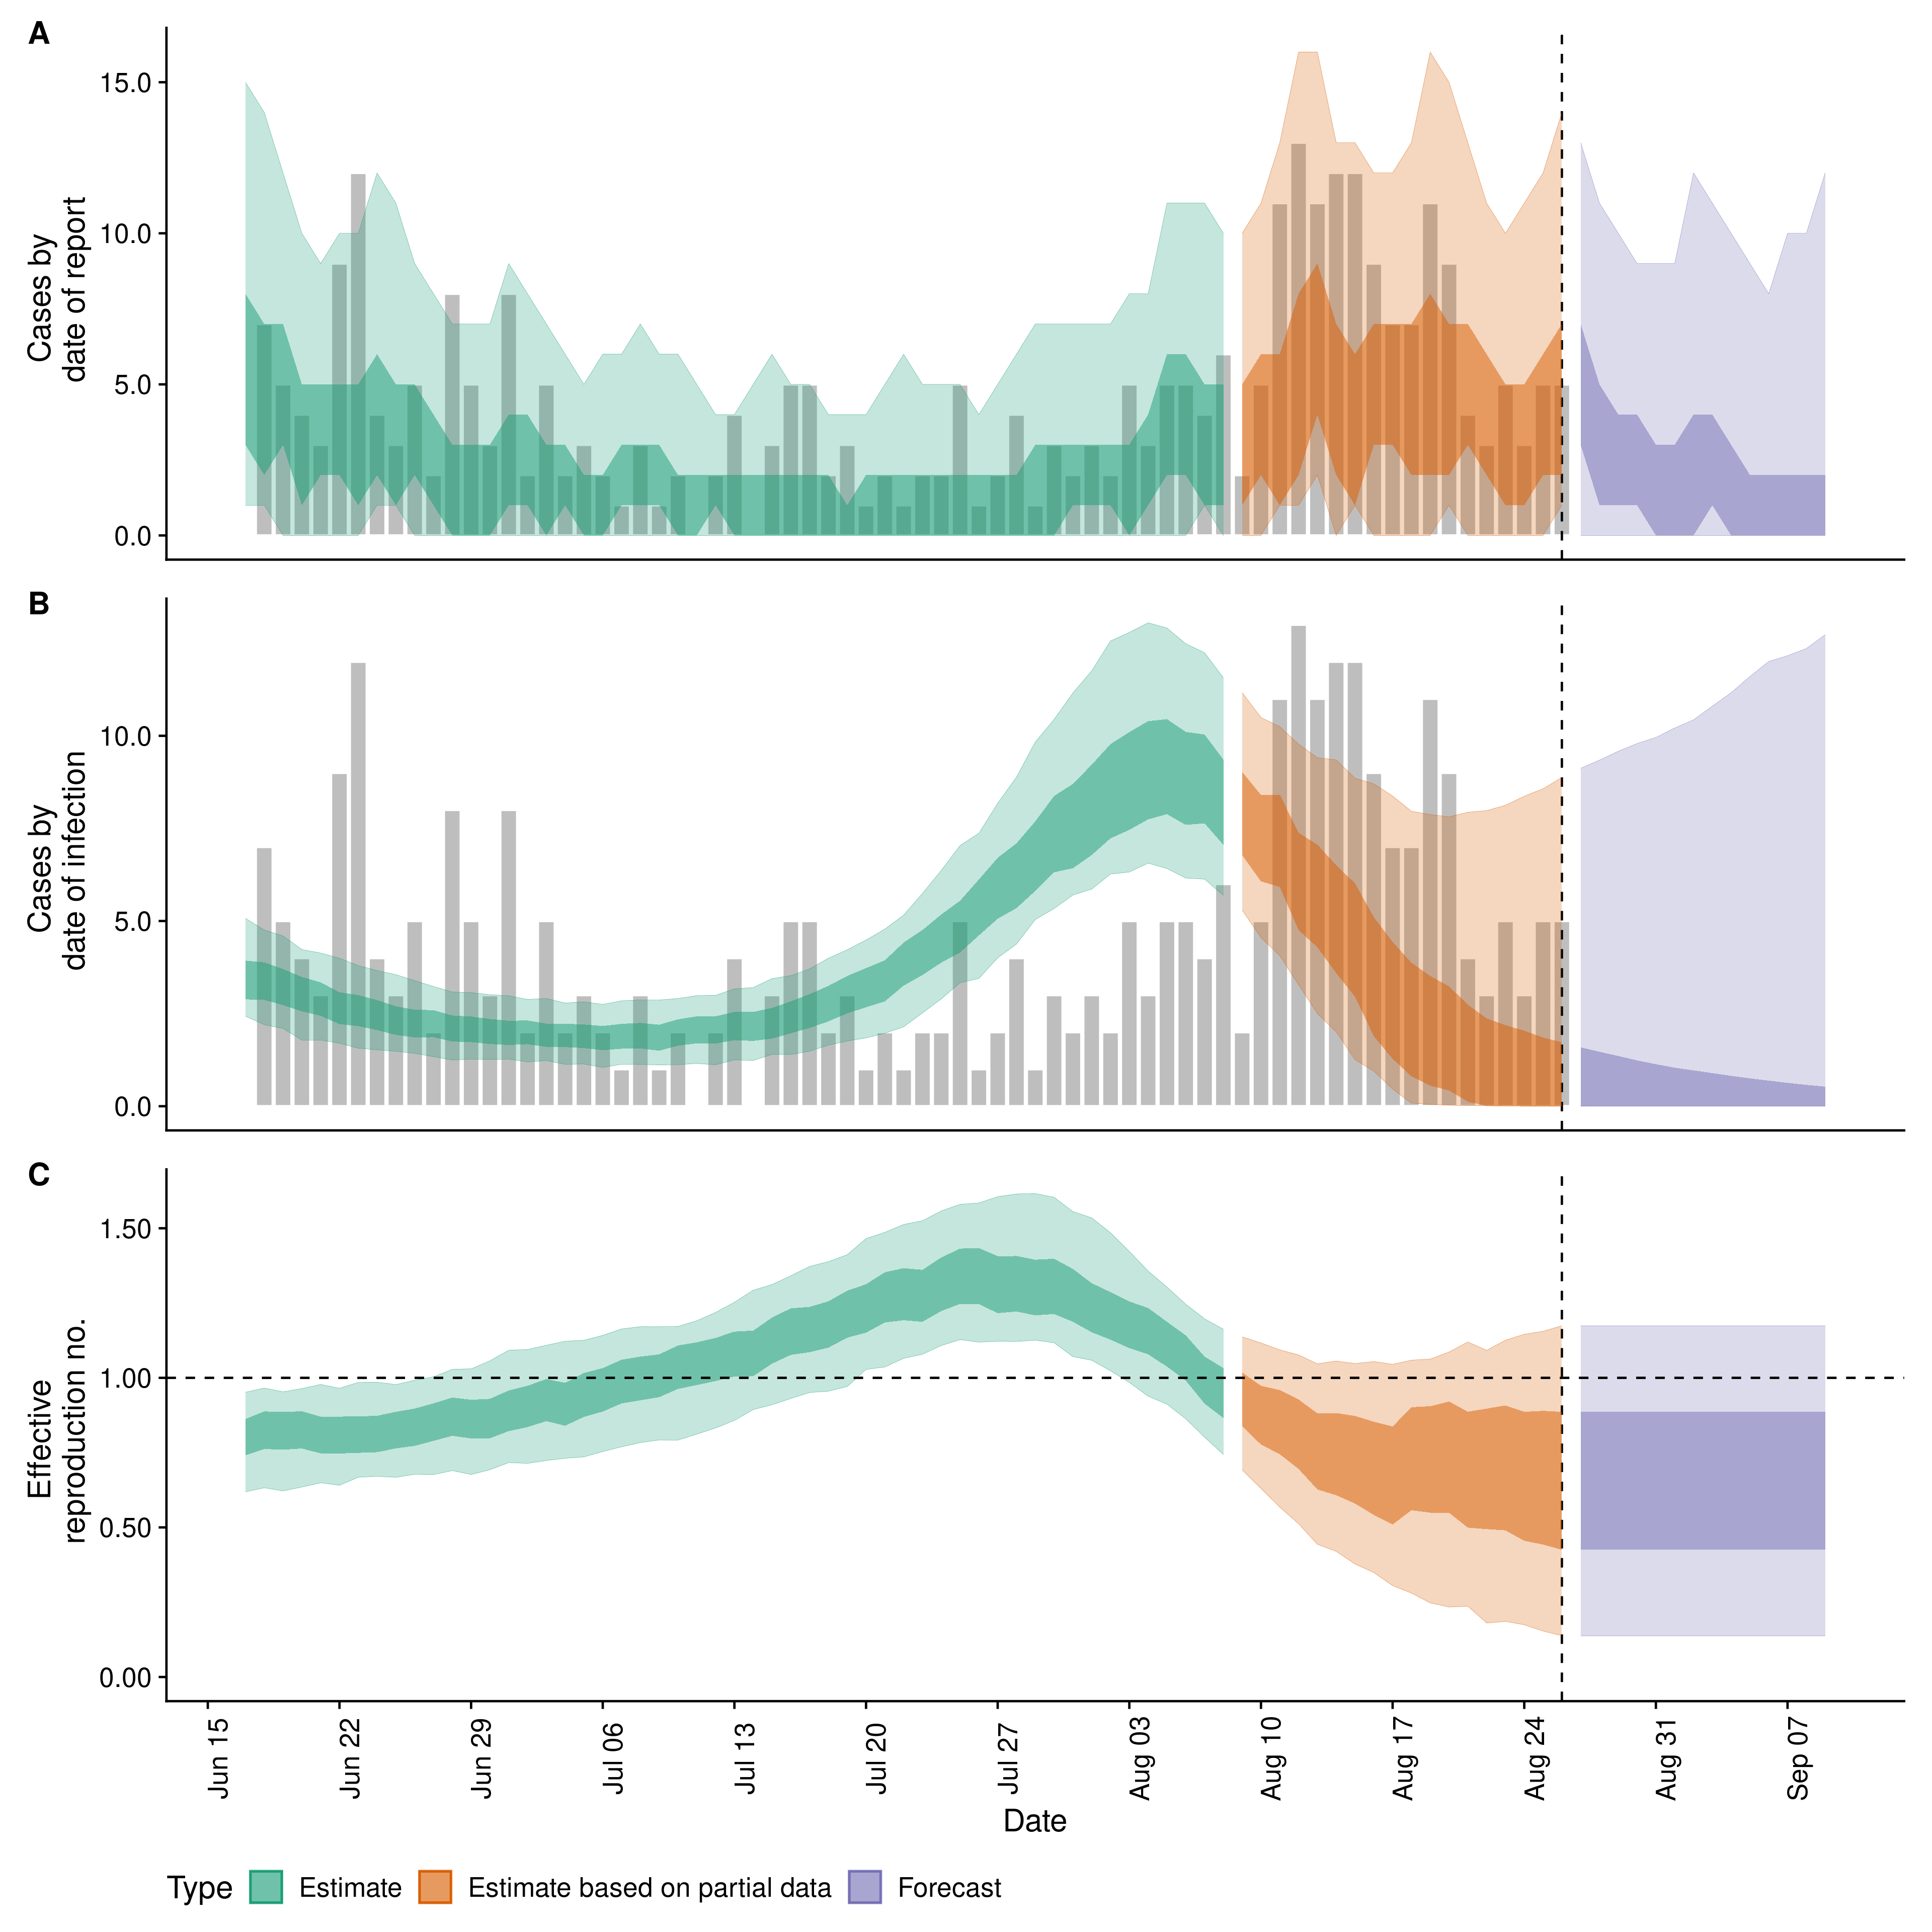 A
Cases by
date of report
15.0
10.0
5.0
0.0
B
Cases by
date of infection
10.0
5.0
0.0
C
Effective
reproduction no.
1.50
1.00
0.50
0.00
Jun 15
Jun 22
Jun 29
Jul 06
Jul 13
Jul 20
Jul 27
Aug 03
Aug 10
Aug 17
Aug 24
Aug 31
Sep 07
Date
Type Estimate Estimate based on partial data Forecast